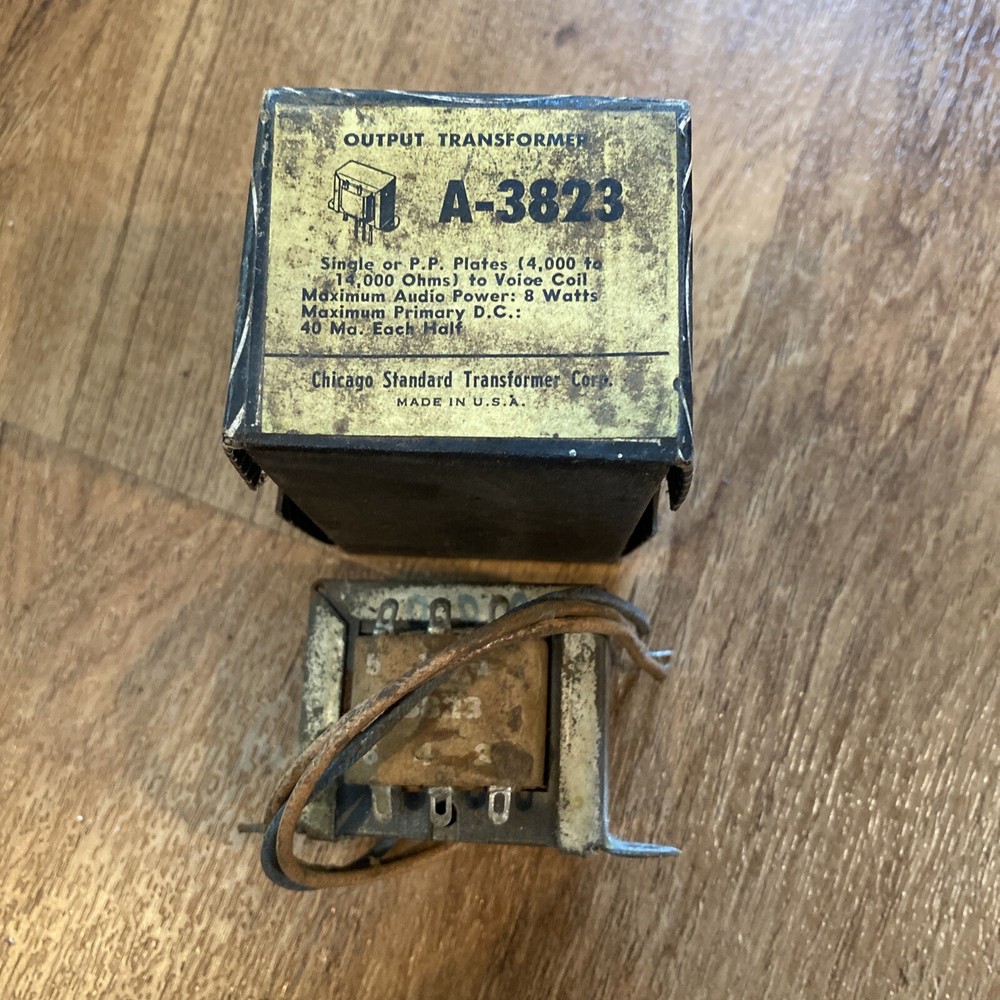 OUTPUT TRANSFORMER
A-3823
Single or P.P. Plates (4,000 to
14,000 Ohms) to Voice Coil
Maximum Audio Power: 8 Watts
Maximum Primary D.C.:
40 Ma. Each Half
Chicago Standard Transformer Corp.
MADE IN U.S.A.